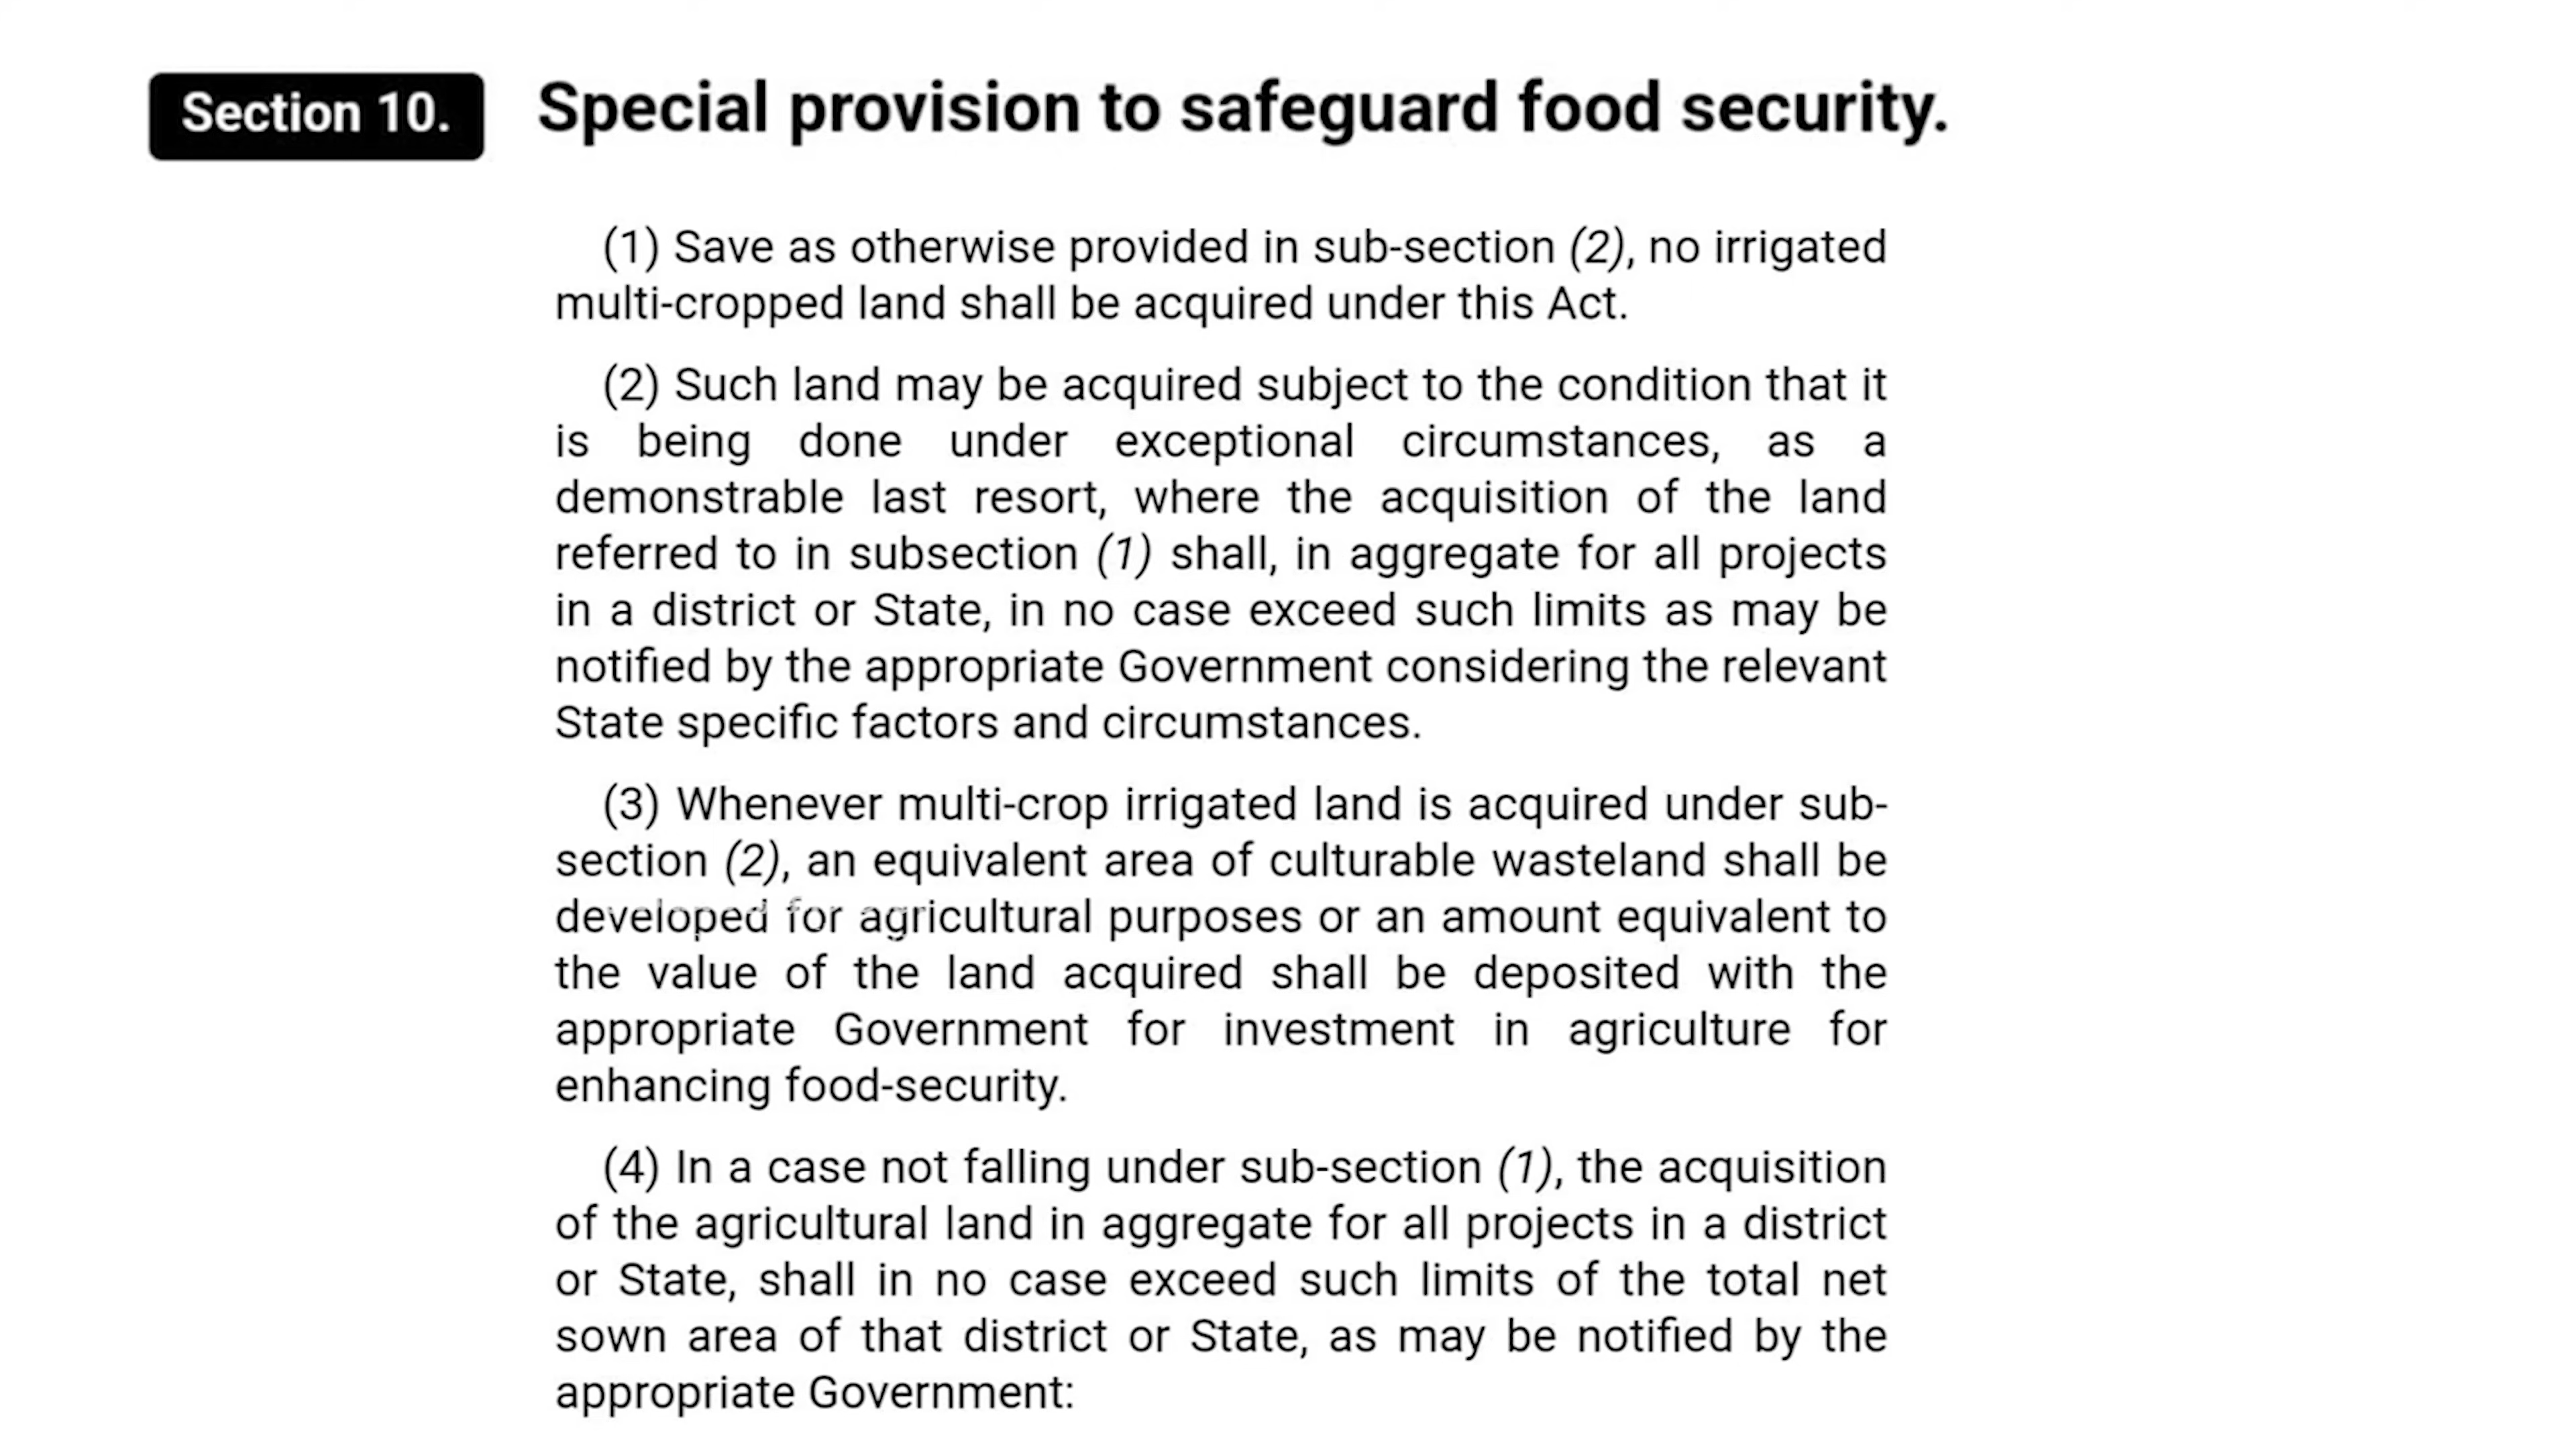 Section 10. Special provision to safeguard food security.
(1) Save as otherwise provided in sub-section (2), no irrigated
multi-cropped land shall be acquired under this Act.
(2) Such land may be acquired subject to the condition that it
is being done under exceptional circumstances, as a
demonstrable last resort, where the acquisition of the land
referred to in subsection (1) shall, in aggregate for all projects
in a district or State, in no case exceed such limits as may be
notified by the appropriate Government considering the relevant
State specific factors and circumstances.
(3) Whenever multi-crop irrigated land is acquired under sub-
section (2), an equivalent area of culturable wasteland shall be
developed for agricultural purposes or an amount equivalent to
the value of the land acquired shall be deposited with the
appropriate Government for investment in agriculture for
enhancing food-security.
(4) In a case not falling under sub-section (1), the acquisition
of the agricultural land in aggregate for all projects in a district
or State, shall in no case exceed such limits of the total net
sown area of that district or State, as may be notified by the
appropriate Government: